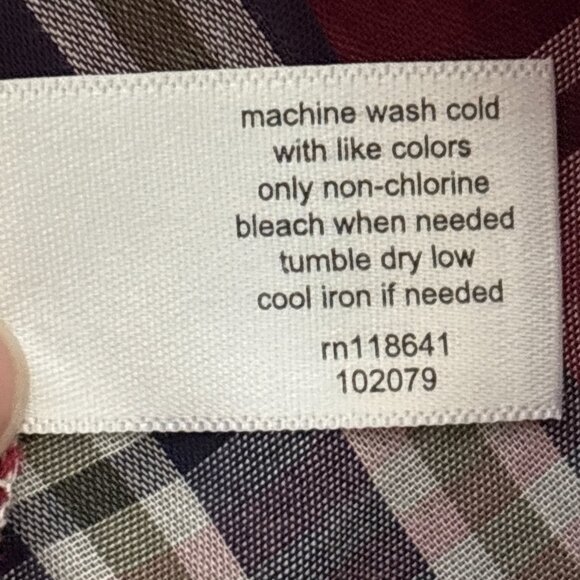 machine wash cold
with like colors
only non-chlorine
bleach when needed
tumble dry low
cool iron if needed
rn118641
102079